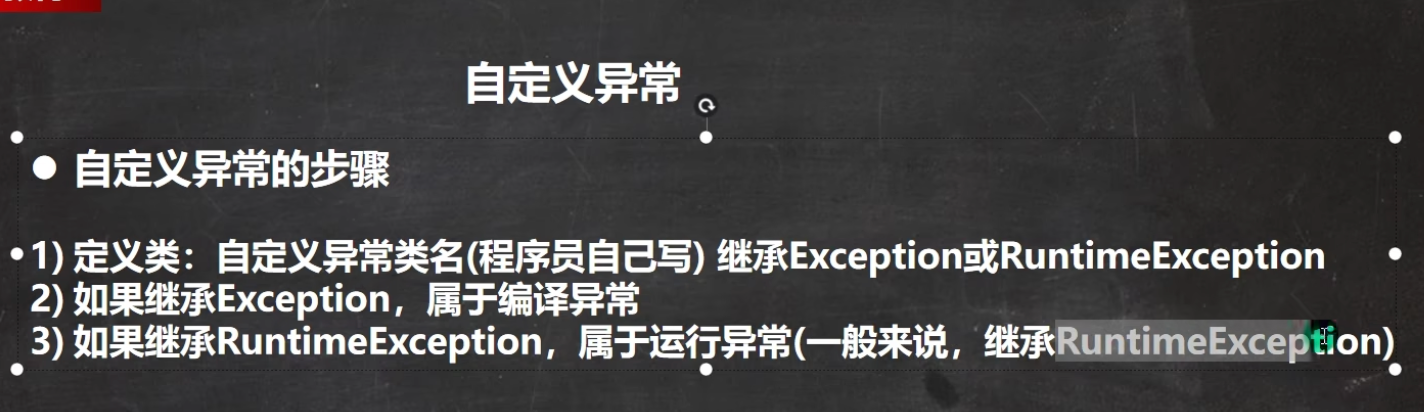 自定义异常
● 自定义异常的步骤
1) 定义类：自定义异常类名(程序员自己写) 继承Exception或RuntimeException
2) 如果继承Exception，属于编译异常
3) 如果继承RuntimeException，属于运行异常(一般来说，继承RuntimeException)